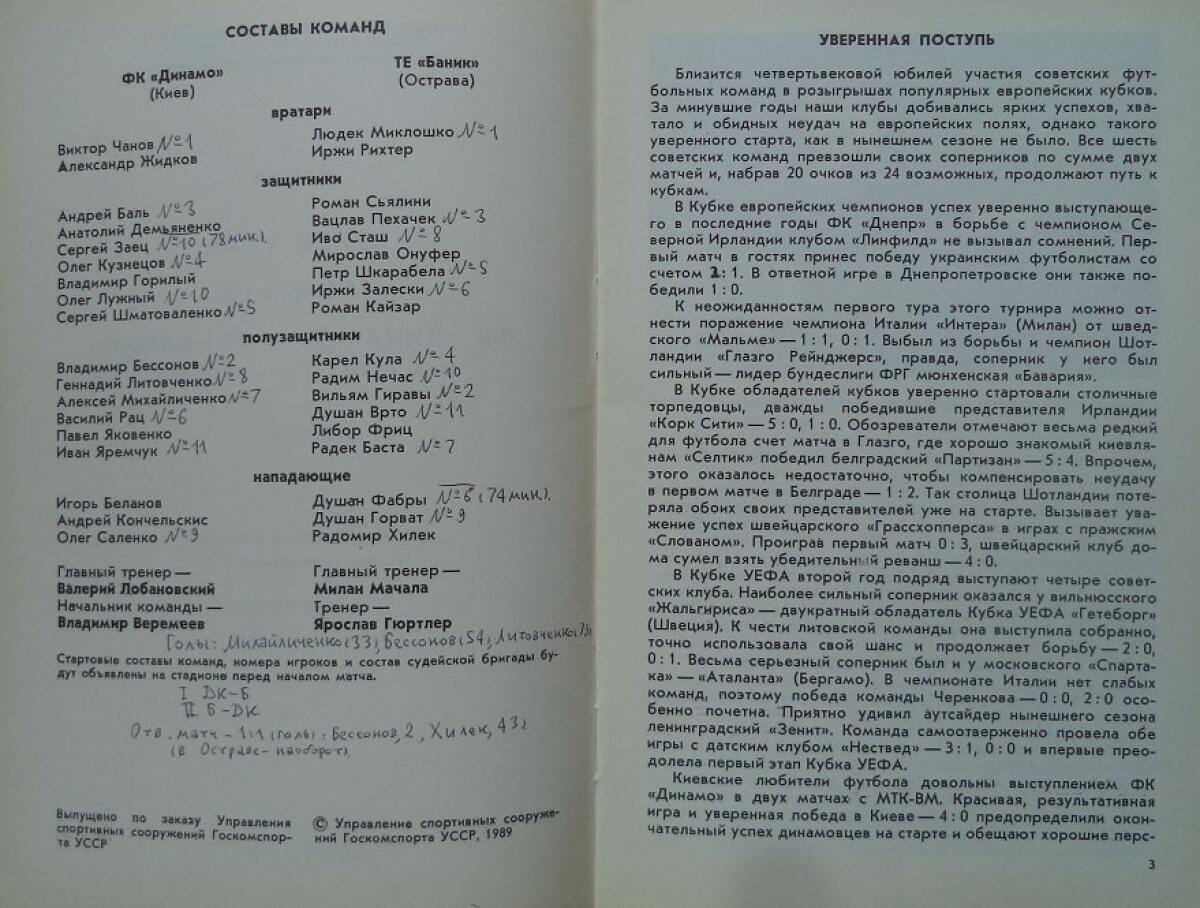 СОСТАВЫ КОМАНД
ФК «Динамо»
(Киев)
ТЕ «Баник»
(Острава)
вратари
Виктор Чанов №1
Александр Жидков
Людек Миклошко №1
Иржи Рихтер
защитники
Андрей Баль №3
Анатолий Демьяненко
Сергей Заец №10 (78 мин).
Олег Кузнецов №4
Владимир Горилый
Олег Лужный №10
Сергей Шматоваленко №5
Роман Сьялини
Вацлав Пехачек №3
Иво Сташ №8
Мирослав Онуфер
Петр Шкарабела №5
Иржи Залески №6
Роман Кайзар
полузащитники
Владимир Бессонов №2
Геннадий Литовченко №8
Алексей Михайличенко №7
Василий Рац №6
Павел Яковенко
Иван Яремчук №11
Карел Кула №4
Радим Нечас №10
Вильям Гиравы №2
Душан Врто №11
Либор Фриц
Радек Баста №7
нападающие
Игорь Беланов
Андрей Кончельскис
Олег Саленко №9
Душан Фабры №6 (74 мин).
Душан Горват №9
Радомир Хилек
Главный тренер —
Валерий Лобановский
Начальник команды —
Владимир Веремеев
Главный тренер —
Милан Мачала
Тренер —
Ярослав Гюртлер
Голы: Михайличенко (33), Бессонов (54), Литовченко (73)
Стартовые составы команд, номера игроков и состав судейской бригады бу-
дут объявлены на стадионе перед началом матча.
I ДК-Б
II Б-ДК
Отв. матч - 1:1 (голы: Бессонов, 2, Хилек, 43)
(в Остраве - наоборот).
Выпущено по заказу Управления
спортивных сооружений Госкомспор-
та УССР
© Управление спортивных сооруже-
ний Госкомспорта УССР, 1989
УВЕРЕННАЯ ПОСТУПЬ
Близится четвертьвековой юбилей участия советских фут-
больных команд в розыгрышах популярных европейских кубков.
За минувшие годы наши клубы добивались ярких успехов, хва-
тало и обидных неудач на европейских полях, однако такого
уверенного старта, как в нынешнем сезоне не было. Все шесть
советских команд превзошли своих соперников по сумме двух
матчей и, набрав 20 очков из 24 возможных, продолжают путь к
кубкам.
В Кубке европейских чемпионов успех уверенно выступающе-
го в последние годы ФК «Днепр» в борьбе с чемпионом Се-
верной Ирландии клубом «Линфилд» не вызывал сомнений. Пер-
вый матч в гостях принес победу украинским футболистам со
счетом 2:1. В ответной игре в Днепропетровске они также по-
бедили 1:0.
К неожиданностям первого тура этого турнира можно от-
нести поражение чемпиона Италии «Интера» (Милан) от швед-
ского «Мальме» — 1:1, 0:1. Выбыл из борьбы и чемпион Шот-
ландии «Глазго Рейнджерс», правда, соперник у него был
сильный — лидер бундеслиги ФРГ мюнхенская «Бавария».
В Кубке обладателей кубков уверенно стартовали столичные
торпедовцы, дважды победившие представителя Ирландии
«Корк Сити» — 5:0, 1:0. Обозреватели отмечают весьма редкий
для футбола счет матча в Глазго, где хорошо знакомый киевля-
нам «Селтик» победил белградский «Партизан» — 5:4. Впрочем,
этого оказалось недостаточно, чтобы компенсировать неудачу
в первом матче в Белграде — 1:2. Так столица Шотландии поте-
ряла обоих своих представителей уже на старте. Вызывает ува-
жение успех швейцарского «Грассхопперса» в играх с пражским
«Слованом». Проиграв первый матч 0:3, швейцарский клуб до-
ма сумел взять убедительный реванш — 4:0.
В Кубке УЕФА второй год подряд выступают четыре совет-
ских клуба. Наиболее сильный соперник оказался у вильнюсского
«Жальгириса» — двукратный обладатель Кубка УЕФА «Гетеборг»
(Швеция). К чести литовской команды она выступила собранно,
точно использовала свой шанс и продолжает борьбу — 2:0,
0:1. Весьма серьезный соперник был и у московского «Спарта-
ка» — «Аталанта» (Бергамо). В чемпионате Италии нет слабых
команд, поэтому победа команды Черенкова — 0:0, 2:0 осо-
бенно почетна. Приятно удивил аутсайдер нынешнего сезона
ленинградский «Зенит». Команда самоотверженно провела обе
игры с датским клубом «Нествед» — 3:1, 0:0 и впервые прео-
долела первый этап Кубка УЕФА.
Киевские любители футбола довольны выступлением ФК
«Динамо» в двух матчах с МТК-ВМ. Красивая, результативная
игра и уверенная победа в Киеве — 4:0 предопределили окон-
чательный успех динамовцев на старте и обещают хорошие перс-
3